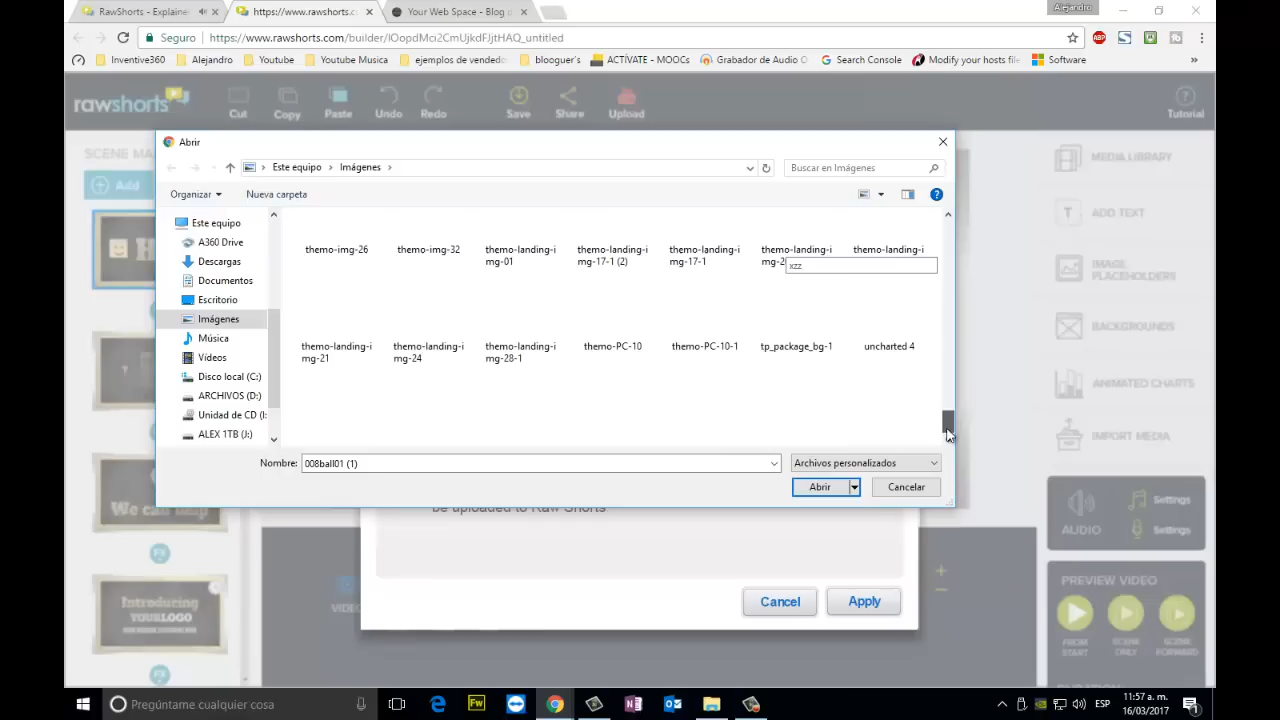 RawShorts - Explaine
https://www.rawshorts.c
Your Web Space - Blog d
Alejandro
Seguro
https://www.rawshorts.com/builder/IOopdMci2CmUjkdFJjtHAQ_untitled
Inventive360
Alejandro
Youtube
Youtube Musica
ejemplos de vendedo
blooguer's
ACTÍVATE - MOOCs
Grabador de Audio O
Search Console
Modify your hosts fil
Software
rawshorts
Cut
Copy
Paste
Undo
Redo
Save
Share
Upload
Tutorial
Abrir
SCENE MA
Add
Este equipo
Imágenes
Buscar en Imágenes
Organizar
Nueva carpeta
Este equipo
A360 Drive
Descargas
Documentos
Escritorio
Imágenes
Música
Vídeos
Disco local (C:)
ARCHIVOS (D:)
Unidad de CD (I:
ALEX 1TB (J:)
themo-img-26
themo-img-32
themo-landing-i
mg-01
themo-landing-i
mg-17-1 (2)
themo-landing-i
mg-17-1
themo-landing-i
mg-2
themo-landing-i
xzz
themo-landing-i
mg-21
themo-landing-i
mg-24
themo-landing-i
mg-28-1
themo-PC-10
themo-PC-10-1
tp_package_bg-1
uncharted 4
Nombre:
008ball01 (1)
Archivos personalizados
Abrir
Cancelar
MEDIA LIBRARY
ADD TEXT
IMAGE
PLACEHOLDERS
BACKGROUNDS
ANIMATED CHARTS
IMPORT MEDIA
AUDIO
Settings
Settings
PREVIEW VIDEO
FROM
START
SCENE
ONLY
SCENE
FORWARD
We can help
FX
Introducing
YOURLOGO
FX
be uploaded to Raw Shorts
VIDEO
Cancel
Apply
Pregúntame cualquier cosa
ESP
11:57 a. m.
16/03/2017